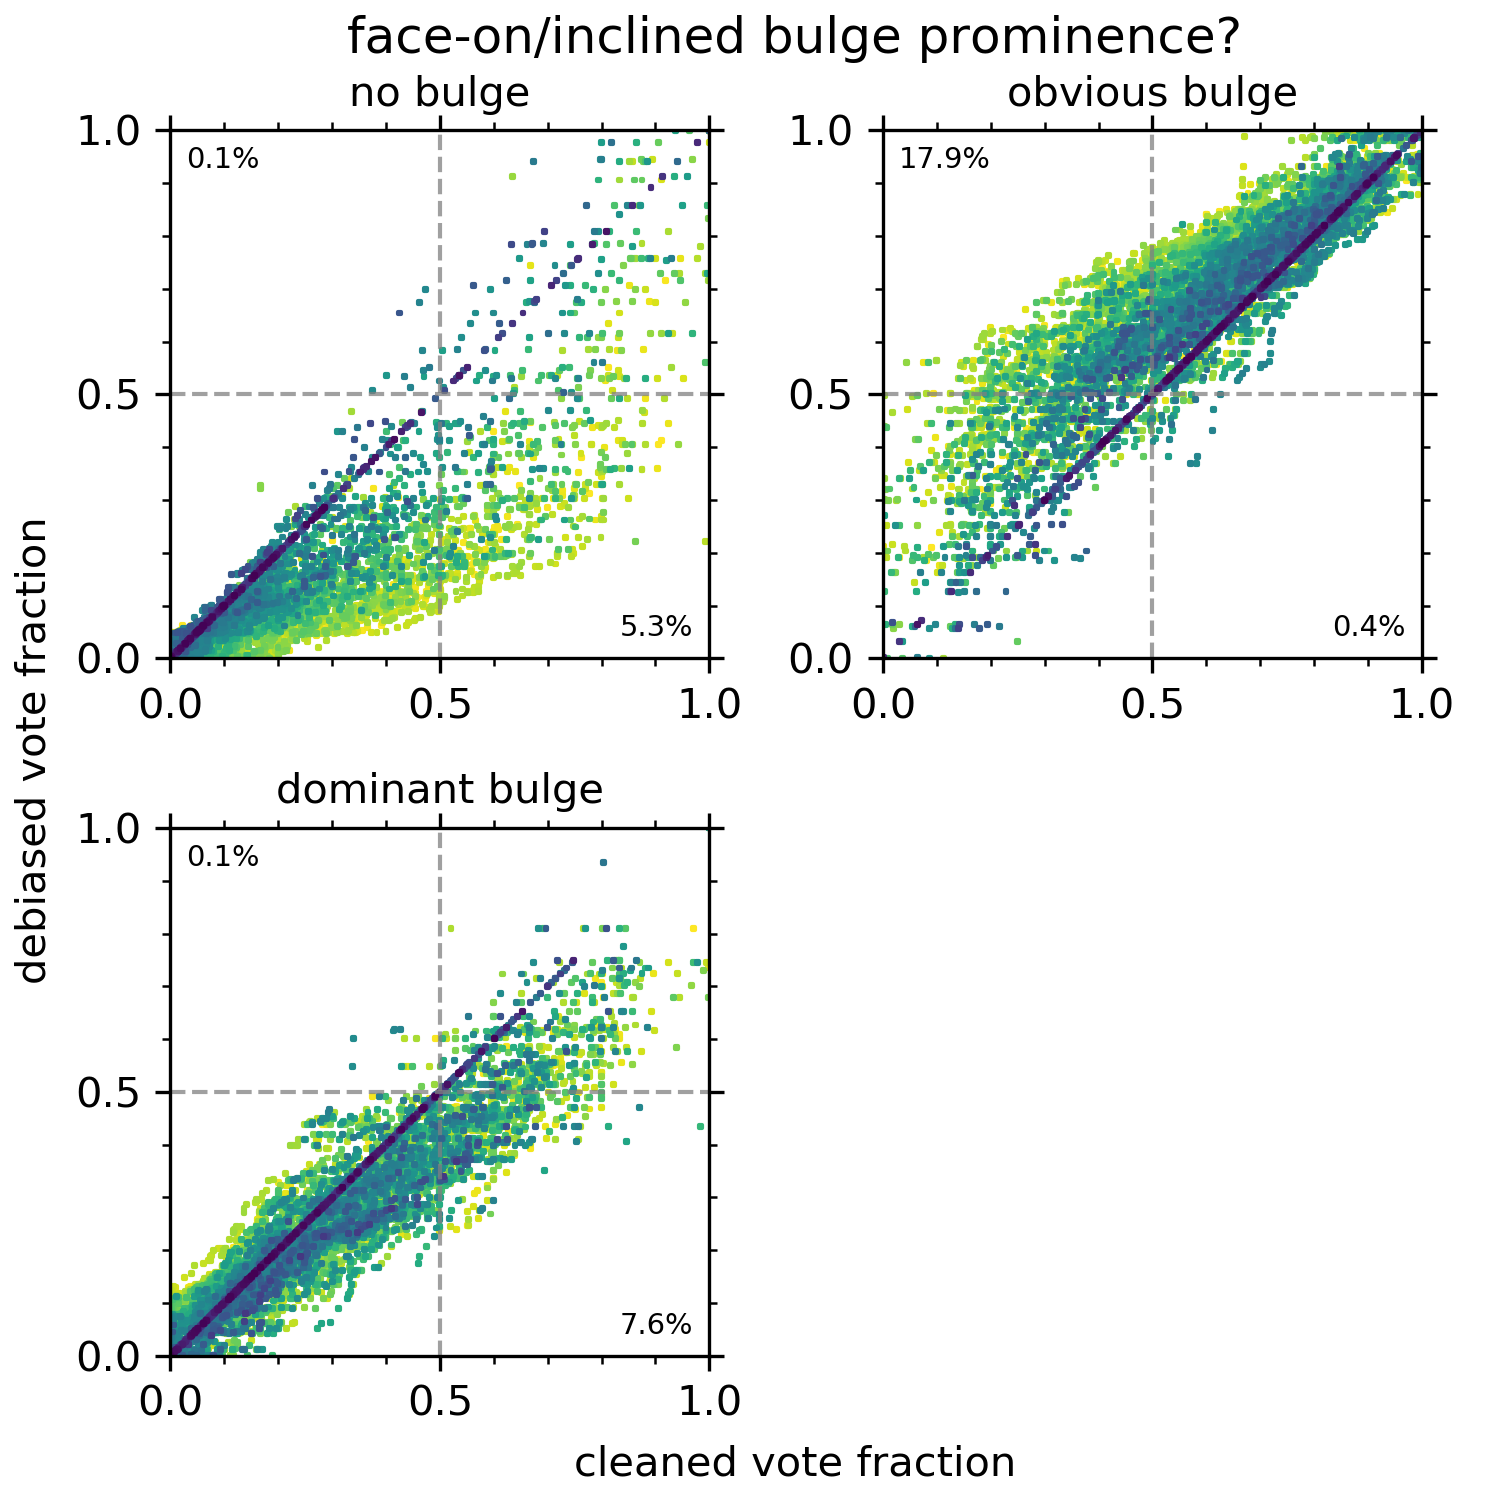 face-on/inclined bulge prominence?
no bulge
1.0
0.5
0.0
0.1%
5.3%
0.0 0.5 1.0
obvious bulge
1.0
0.5
0.0
17.9%
0.4%
0.0 0.5 1.0
debiased vote fraction
dominant bulge
1.0
0.5
0.0
0.1%
7.6%
0.0 0.5 1.0
cleaned vote fraction